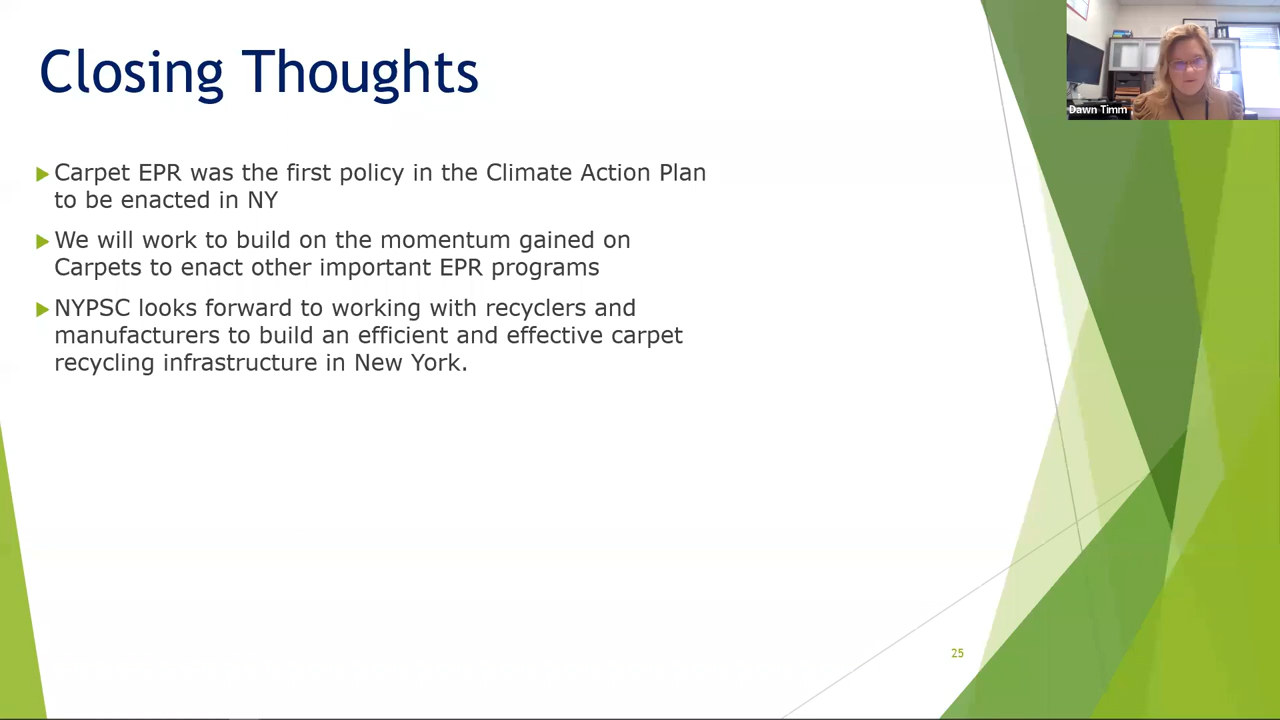 Closing Thoughts
Dawn Timm
Carpet EPR was the first policy in the Climate Action Plan
to be enacted in NY
We will work to build on the momentum gained on
Carpets to enact other important EPR programs
NYPSC looks forward to working with recyclers and
manufacturers to build an efficient and effective carpet
recycling infrastructure in New York.
25